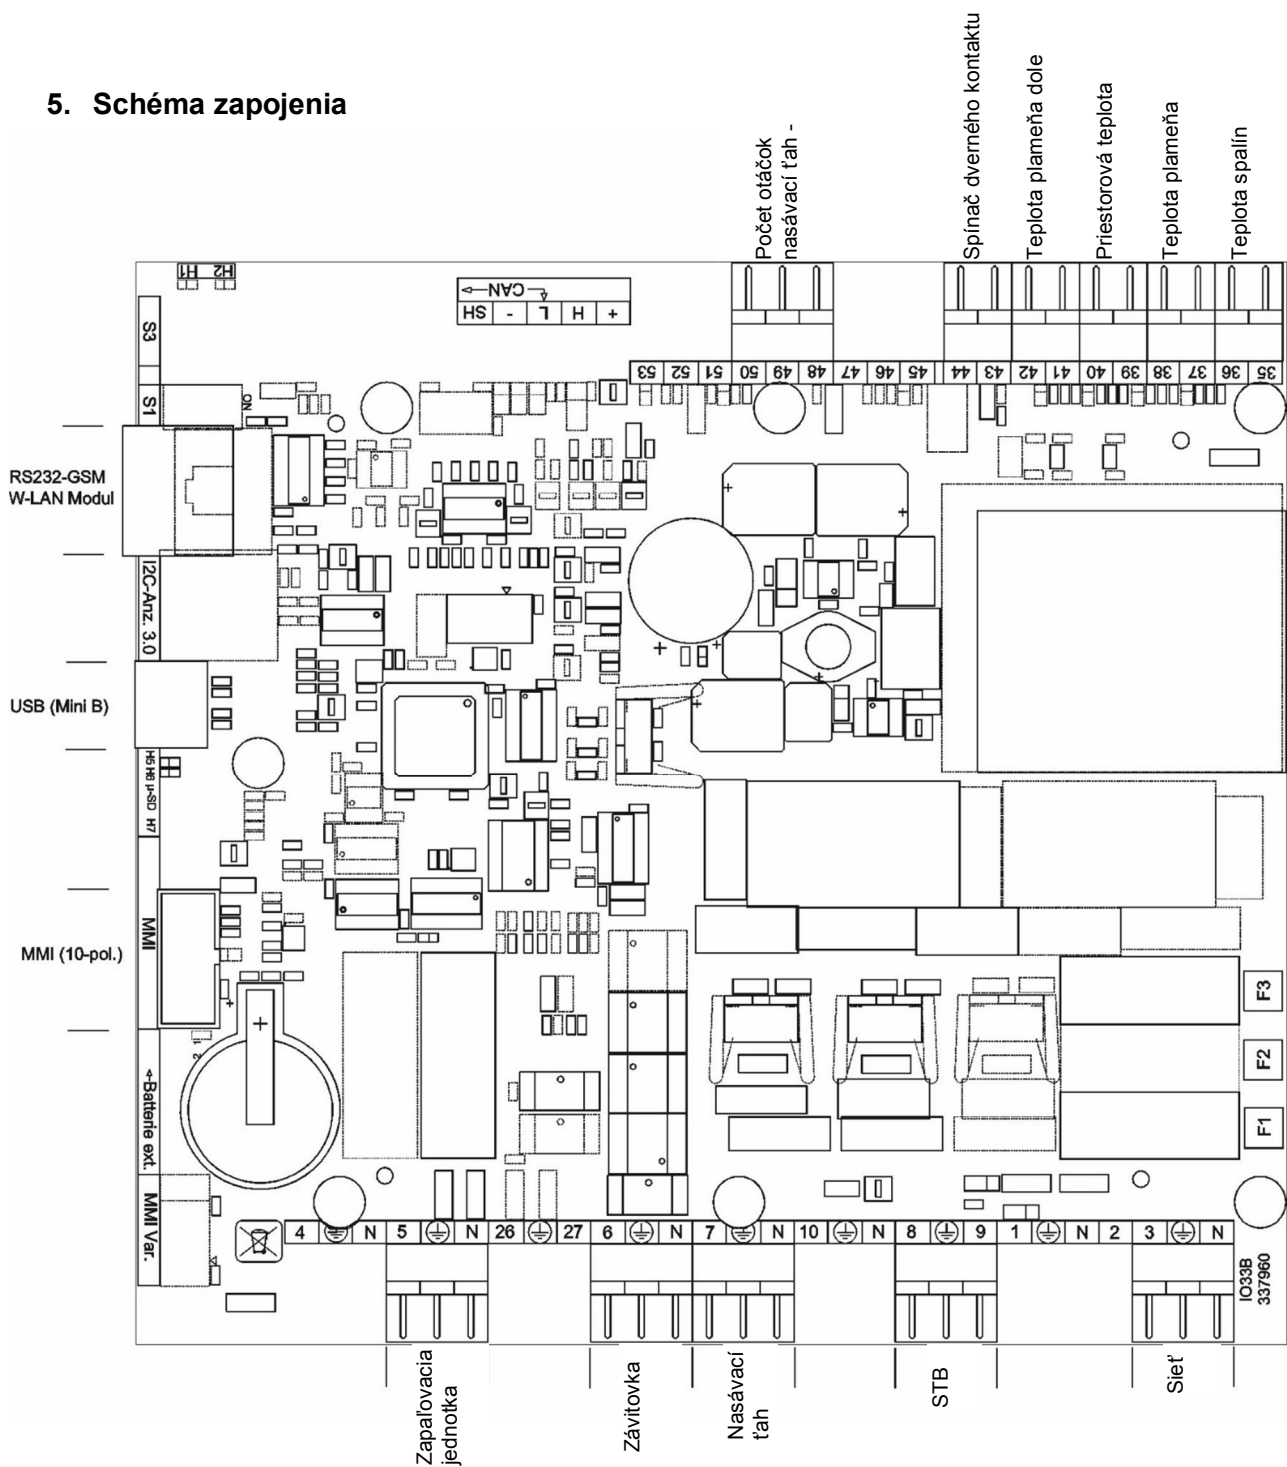 5. Schéma zapojenia
Počet otáčok
nasávací ťah -
Spínač dverného kontaktu
Teplota plameňa dole
Priestorová teplota
Teplota plameňa
Teplota spalín
H1 H2
CAN
SH - L H +
S3
53 52 51 50 49 48 47 46 45 44 43 42 41 40 39 38 37 36 35
S1
ON
RS232-GSM
W-LAN Modul
I2C-Anz. 3.0
USB (Mini B)
H5 H6 µ-SD H7
MMI
MMI (10-pol.)
F3
1
2
F2
<-Batterie ext.
F1
MMI Var.
4 N 5 N 26 27 6 N 7 N 10 N 8 9 1 N 2 3 N
IO33B
337960
Zapaľovacia
jednotka
Závitovka
Nasávací
ťah
STB
Sieť